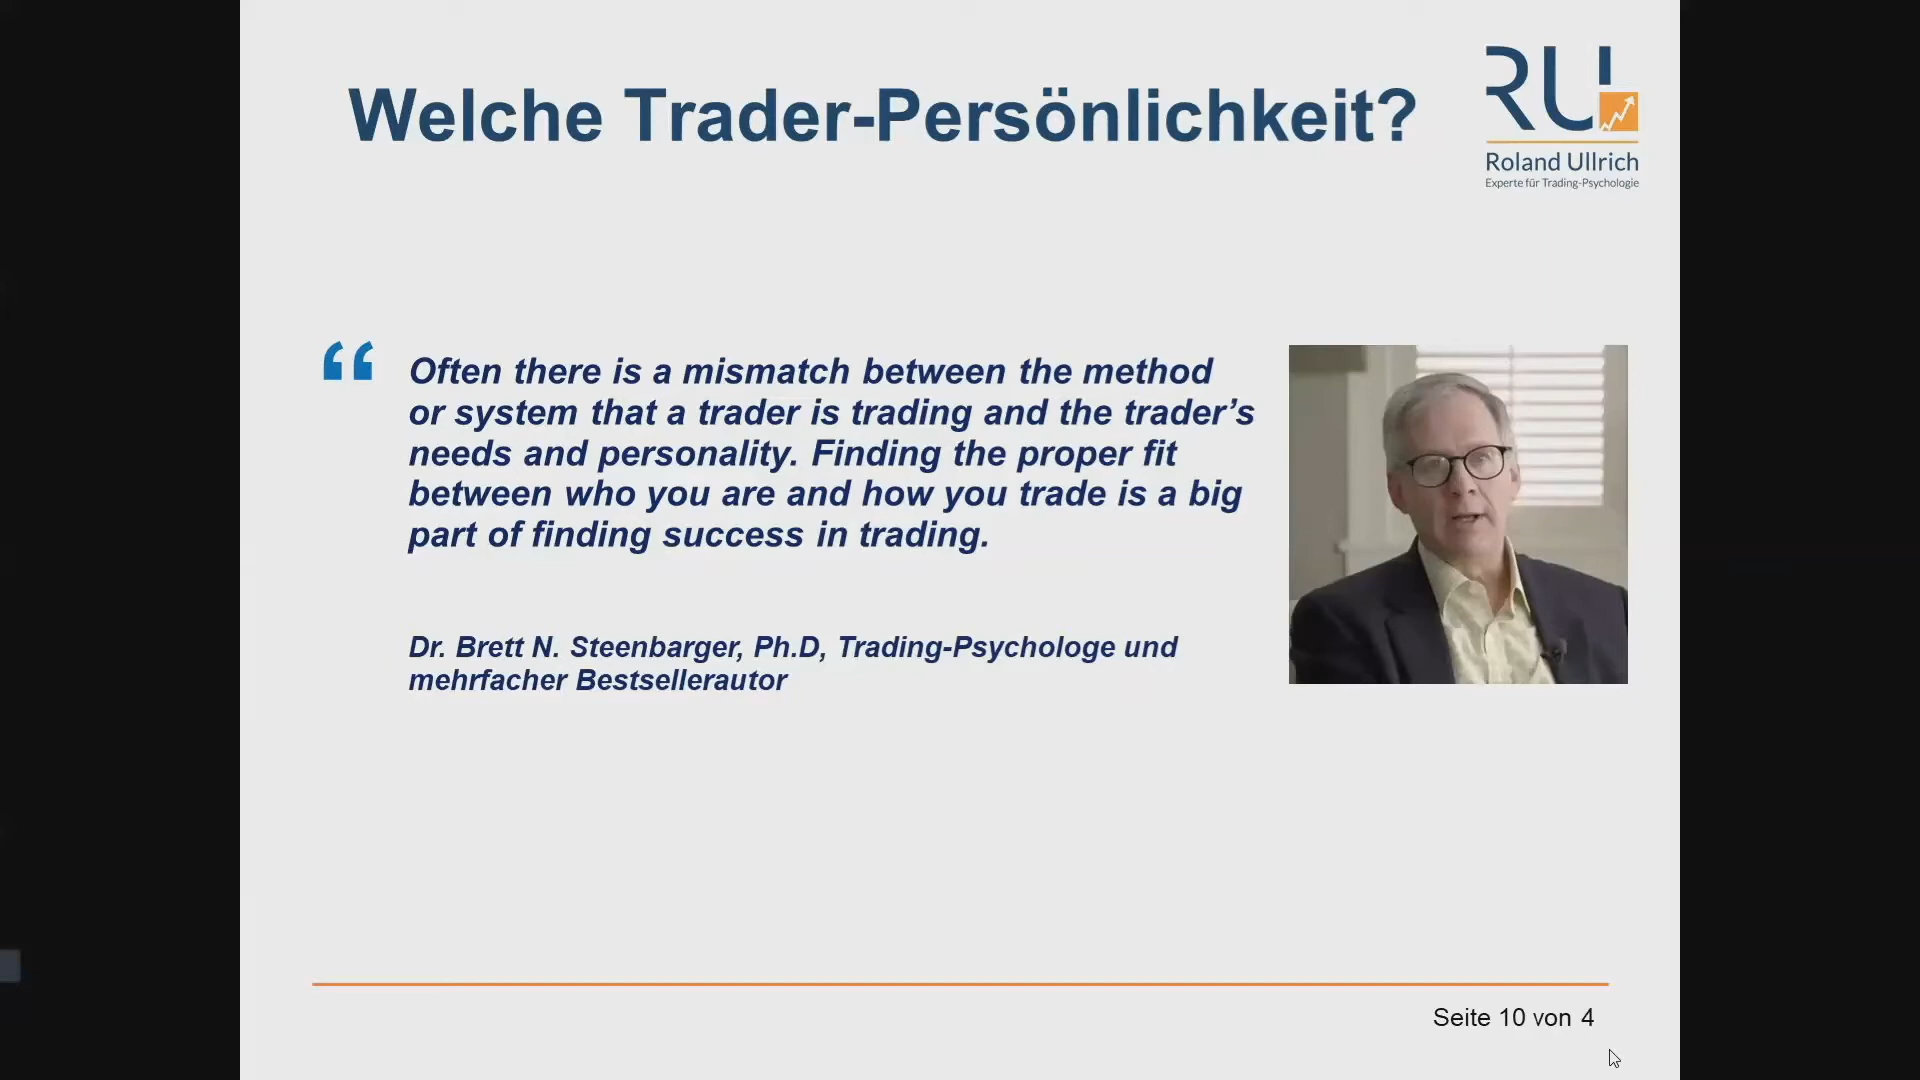 Welche Trader-Persönlichkeit?
RU
Roland Ullrich
Experte für Trading-Psychologie
“ Often there is a mismatch between the method
or system that a trader is trading and the trader’s
needs and personality. Finding the proper fit
between who you are and how you trade is a big
part of finding success in trading.
Dr. Brett N. Steenbarger, Ph.D, Trading-Psychologe und
mehrfacher Bestsellerautor
Seite 10 von 4